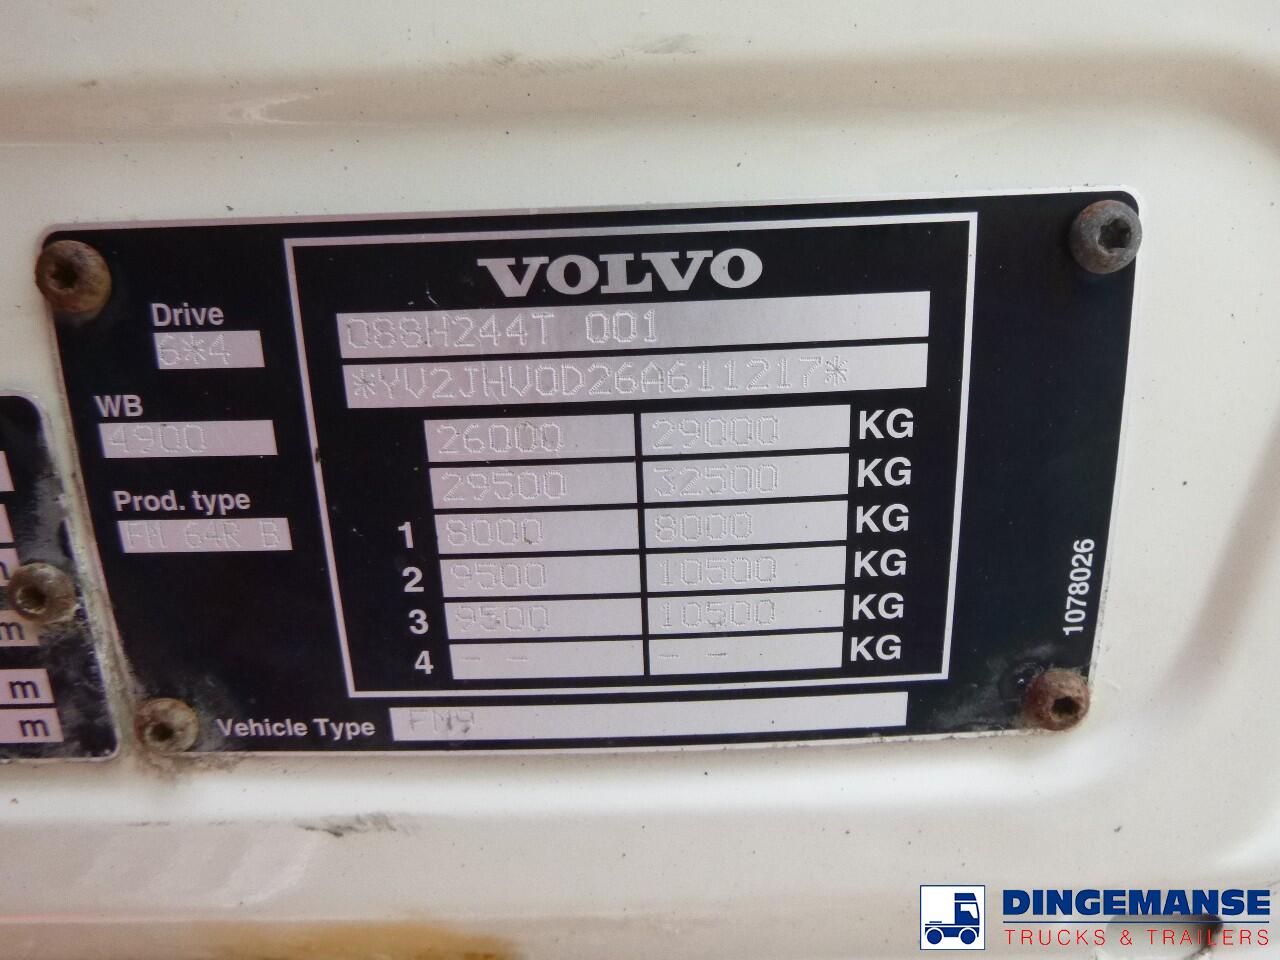 VOLVO
Drive
6*4
088H244T 001
*YV2JHV0D26A611217*
WB
4900
26000 29000 KG
29500 32500 KG
Prod. type
FM 64R B
1 8000 8000 KG
2 9500 10500 KG
3 9500 10500 KG
4 -- -- KG
1078026
Vehicle Type FM9
m
m
m
DINGEMANSE
TRUCKS & TRAILERS